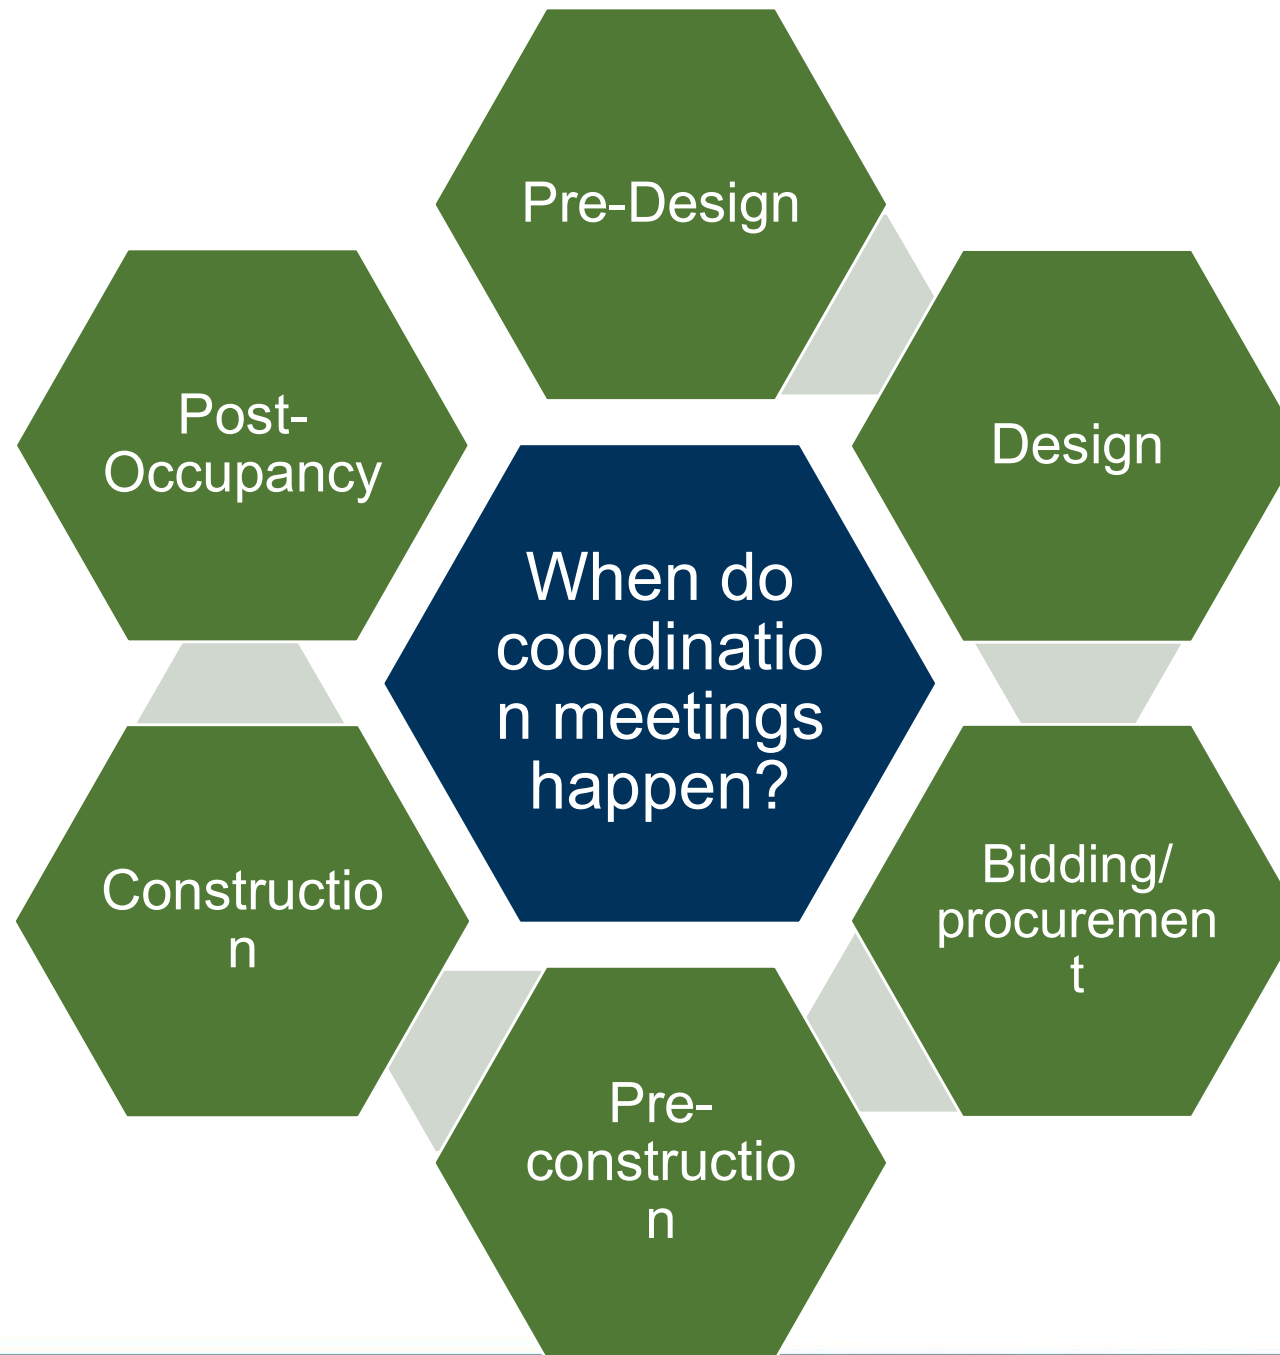 Pre-Design
Design
Bidding/
procuremen
t
Pre-
constructio
n
Constructio
n
Post-
Occupancy
When do
coordinatio
n meetings
happen?